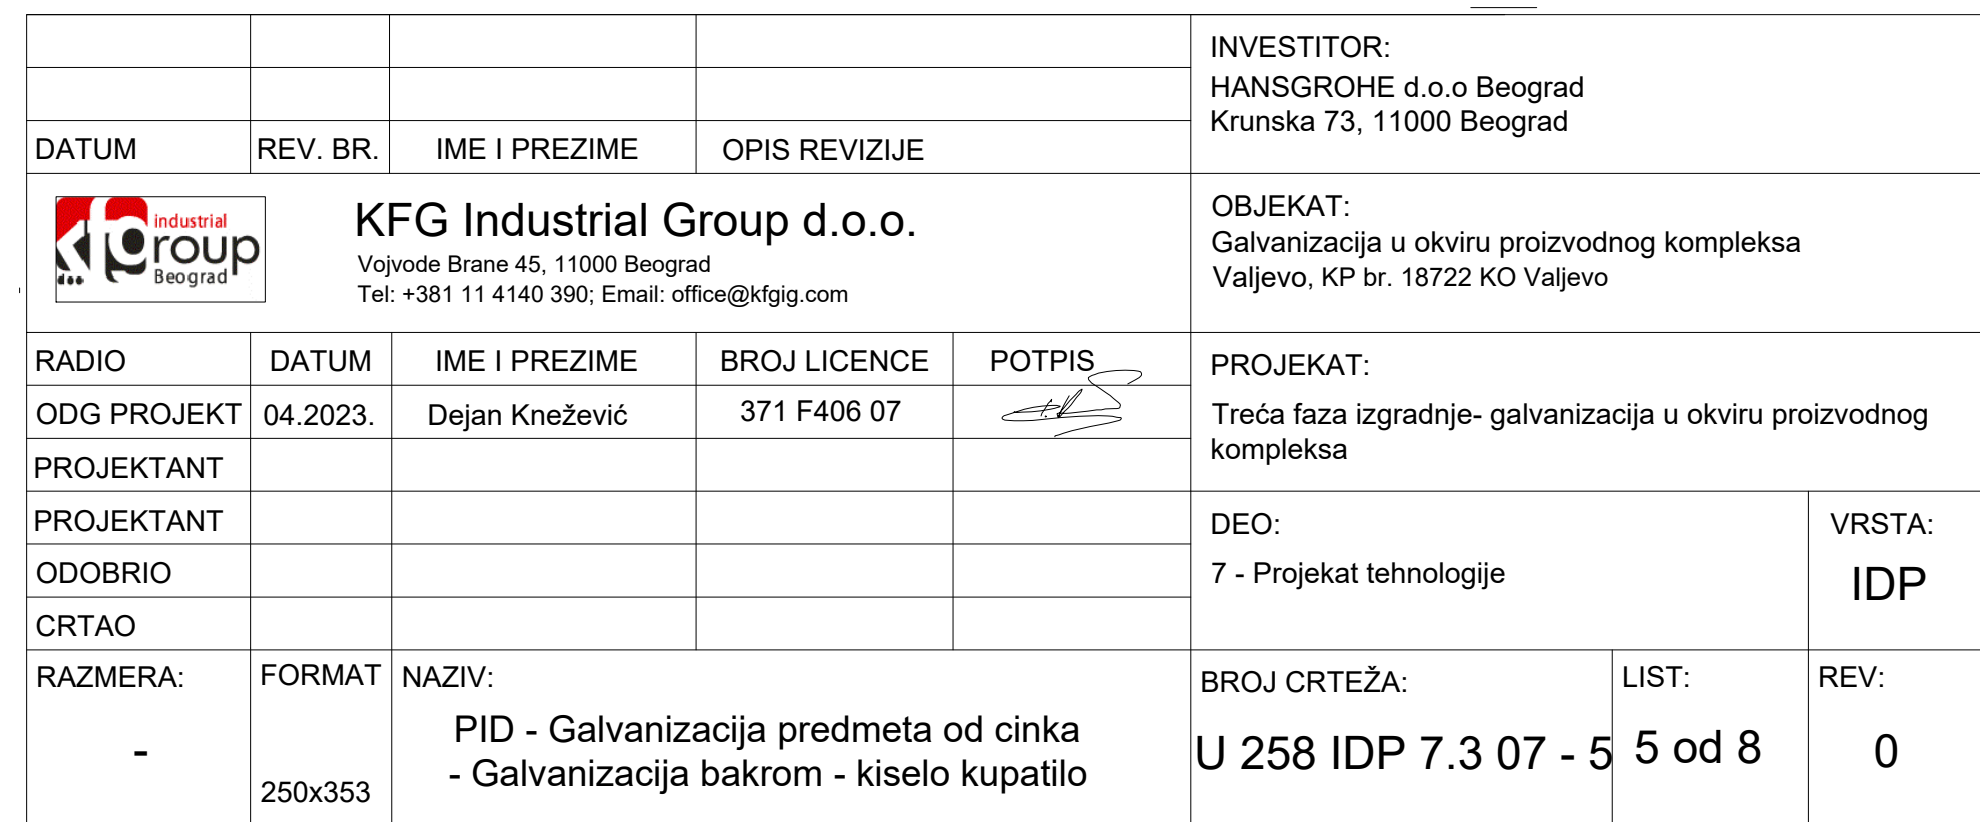 INVESTITOR:
HANSGROHE d.o.o Beograd
Krunska 73, 11000 Beograd
DATUM REV. BR. IME I PREZIME OPIS REVIZIJE
kfg industrial
group
Beograd
d.o.o.
KFG Industrial Group d.o.o.
Vojvode Brane 45, 11000 Beograd
Tel: +381 11 4140 390; Email: office@kfgig.com
OBJEKAT:
Galvanizacija u okviru proizvodnog kompleksa
Valjevo, KP br. 18722 KO Valjevo
RADIO DATUM IME I PREZIME BROJ LICENCE POTPIS
ODG PROJEKT 04.2023. Dejan Knežević 371 F406 07
PROJEKTANT
PROJEKTANT
ODOBRIO
CRTAO
PROJEKAT:
Treća faza izgradnje- galvanizacija u okviru proizvodnog
kompleksa
DEO:
7 - Projekat tehnologije
VRSTA:
IDP
RAZMERA:
-
FORMAT
250x353
NAZIV:
PID - Galvanizacija predmeta od cinka
- Galvanizacija bakrom - kiselo kupatilo
BROJ CRTEŽA:
U 258 IDP 7.3 07 - 5
LIST:
5 od 8
REV:
0